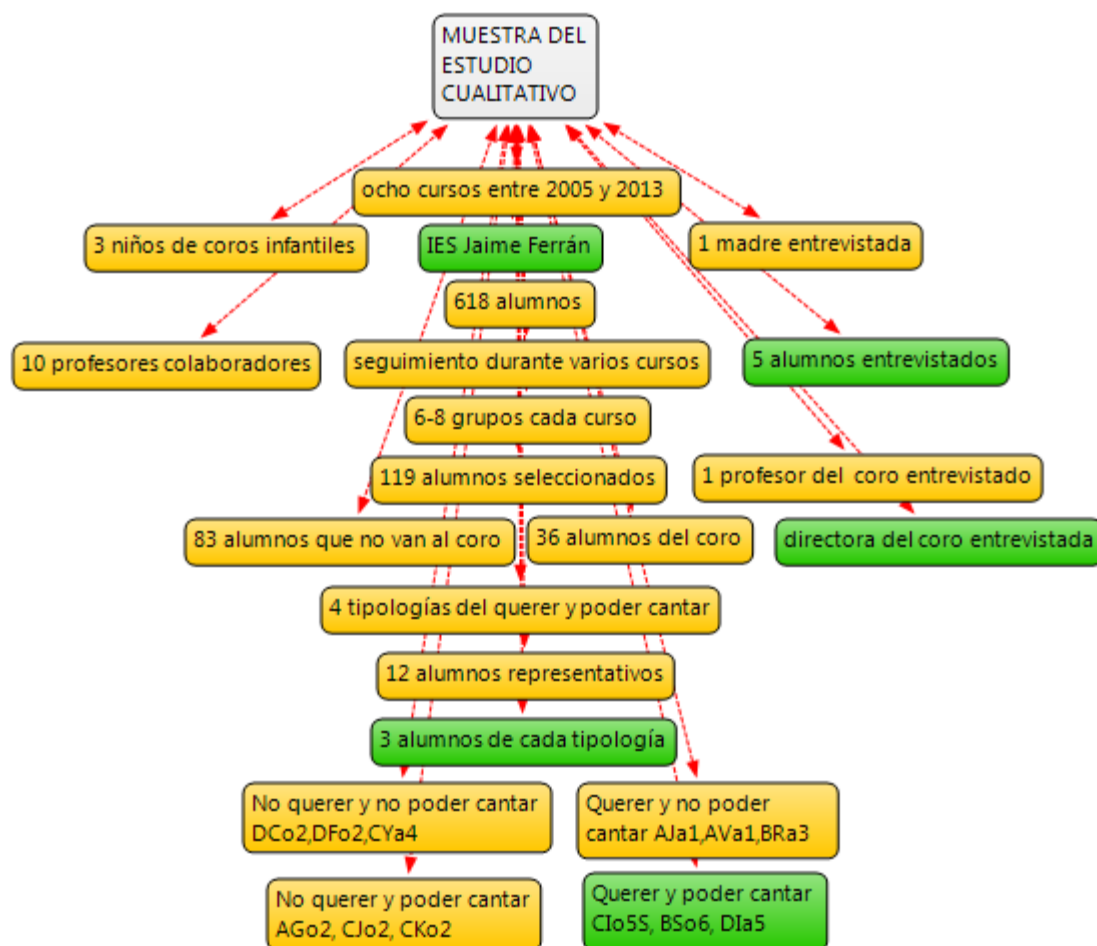 MUESTRA DEL
ESTUDIO
CUALITATIVO
ocho cursos entre 2005 y 2013
3 niños de coros infantiles
IES Jaime Ferrán
1 madre entrevistada
618 alumnos
10 profesores colaboradores
seguimiento durante varios cursos
5 alumnos entrevistados
6-8 grupos cada curso
119 alumnos seleccionados
1 profesor del coro entrevistado
83 alumnos que no van al coro
36 alumnos del coro
directora del coro entrevistada
4 tipologías del querer y poder cantar
12 alumnos representativos
3 alumnos de cada tipología
No querer y no poder cantar
DCo2,DFo2,CYa4
Querer y no poder
cantar AJa1,AVa1,BRa3
No querer y poder cantar
AGo2, CJo2, CKo2
Querer y poder cantar
CIo5S, BSo6, DIa5